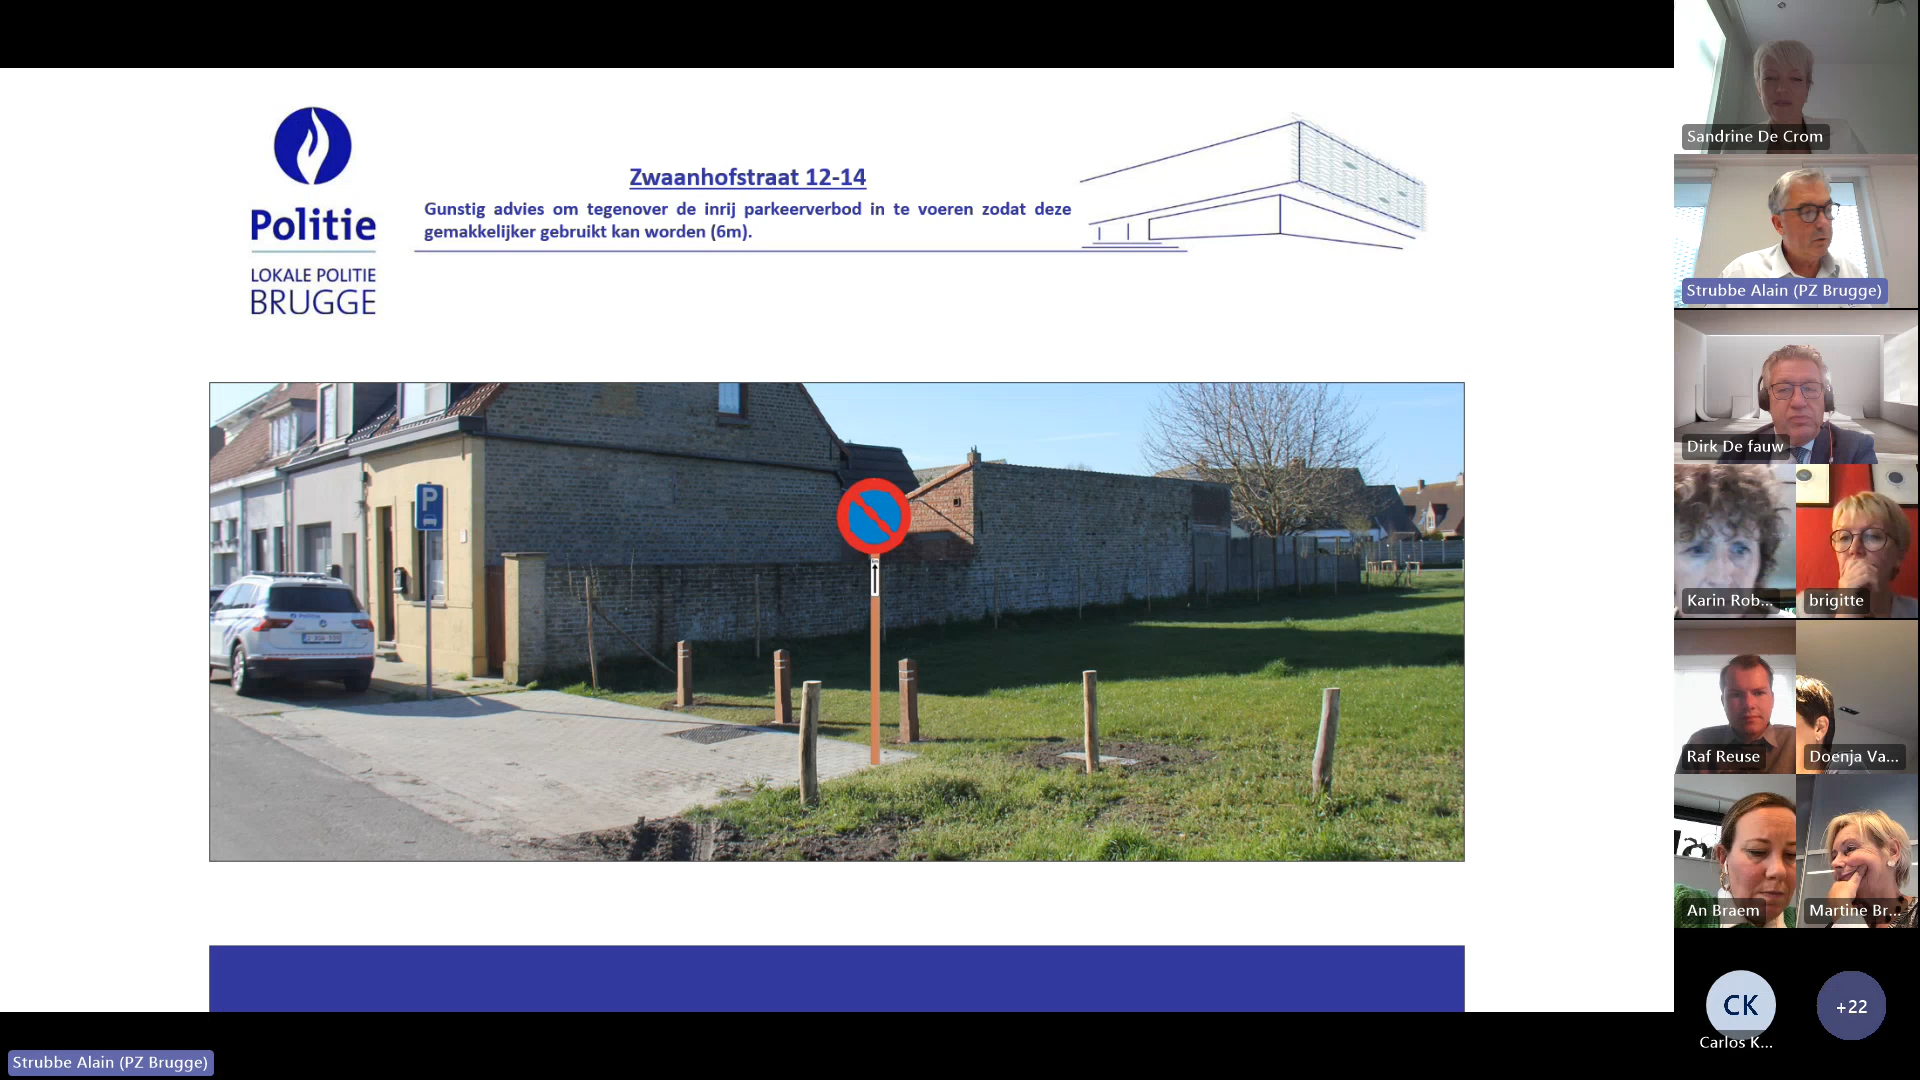 Politie
LOKALE POLITIE
BRUGGE
Zwaanhofstraat 12-14
Gunstig advies om tegenover de inrij parkeerverbod in te voeren zodat deze
gemakkelijker gebruikt kan worden (6m).
P
Politie
Sandrine De Crom
Strubbe Alain (PZ Brugge)
Dirk De fauw
Karin Rob...
brigitte
Raf Reuse
Doenja Va...
An Braem
Martine Br...
CK
+22
Carlos K...
Strubbe Alain (PZ Brugge)